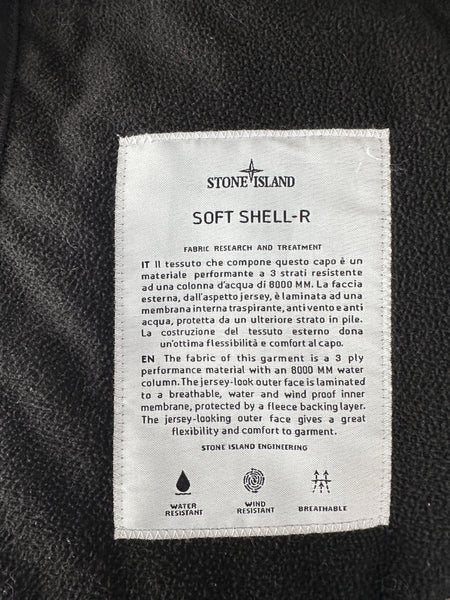 STONE ISLAND
SOFT SHELL-R
FABRIC RESEARCH AND TREATMENT
IT Il tessuto che compone questo capo è un
materiale performante a 3 strati resistente
ad una colonna d'acqua di 8000 MM. La faccia
esterna, dall'aspetto jersey, è laminata ad una
membrana interna traspirante, antivento e anti
acqua, protetta da un ulteriore strato in pile.
La costruzione del tessuto esterno dona
un'ottima flessibilità e comfort al capo.
EN The fabric of this garment is a 3 ply
performance material with an 8000 MM water
column. The jersey-look outer face is laminated
to a breathable, water and wind proof inner
membrane, protected by a fleece backing layer.
The jersey-looking outer face gives a great
flexibility and comfort to garment.
STONE ISLAND ENGINEERING
WATER RESISTANT
WIND RESISTANT
BREATHABLE